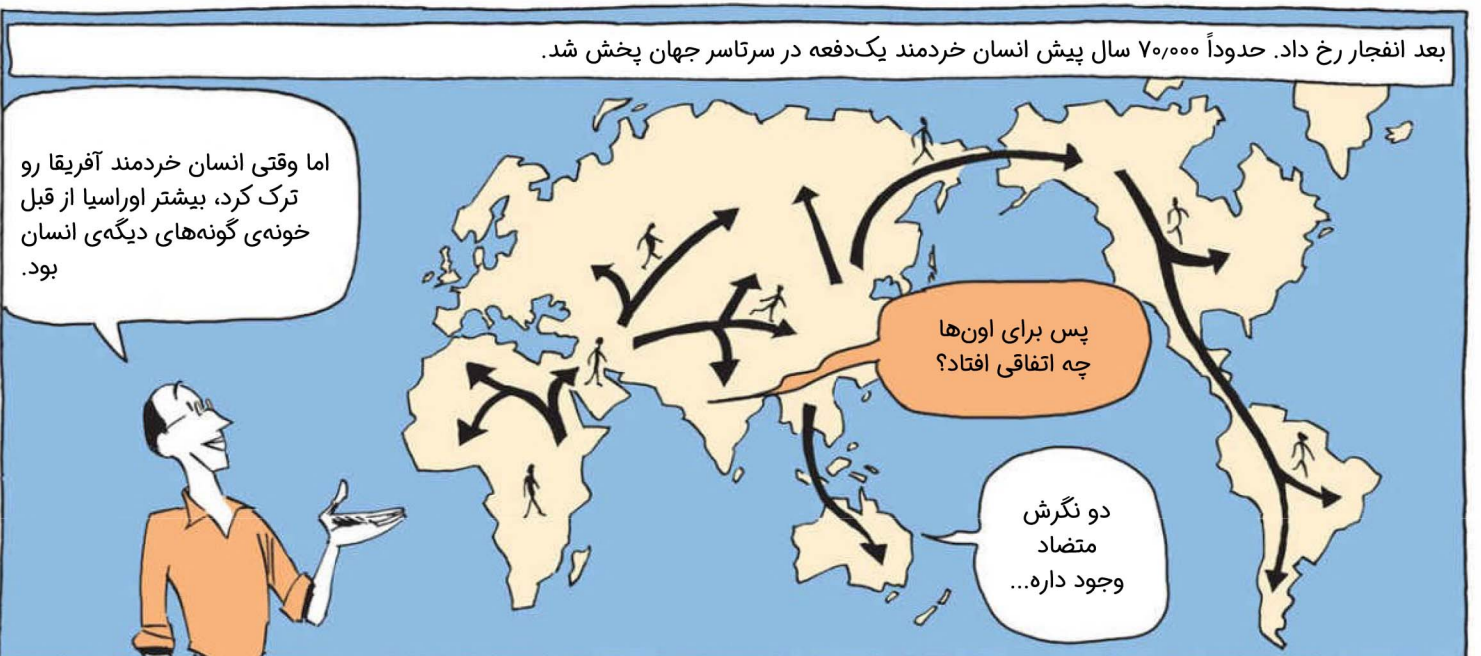 بعد انفجار رخ داد. حدوداً ۷۰٫۰۰۰ سال پیش انسان خردمند یک‌دفعه در سرتاسر جهان پخش شد.
اما وقتی انسان خردمند آفریقا رو
ترک کرد، بیشتر اوراسیا از قبل
خونه‌ی گونه‌های دیگه‌ی انسان
بود.
پس برای اون‌ها
چه اتفاقی افتاد؟
دو نگرش
متضاد
وجود داره...